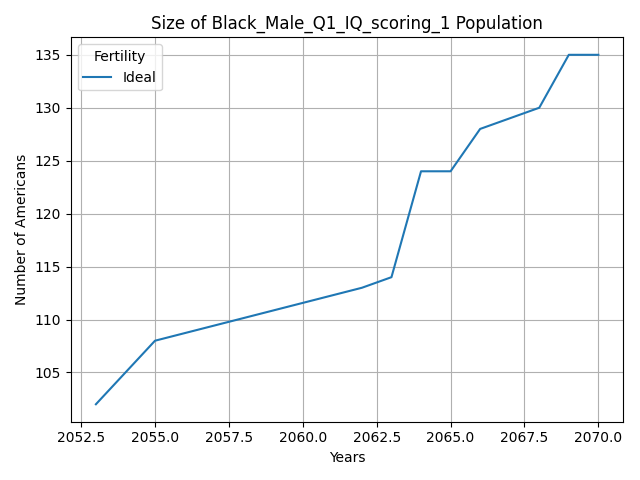 Size of Black_Male_Q1_IQ_scoring_1 Population
Fertility
Ideal
Number of Americans
135
130
125
120
115
110
105
2052.5 2055.0 2057.5 2060.0 2062.5 2065.0 2067.5 2070.0
Years